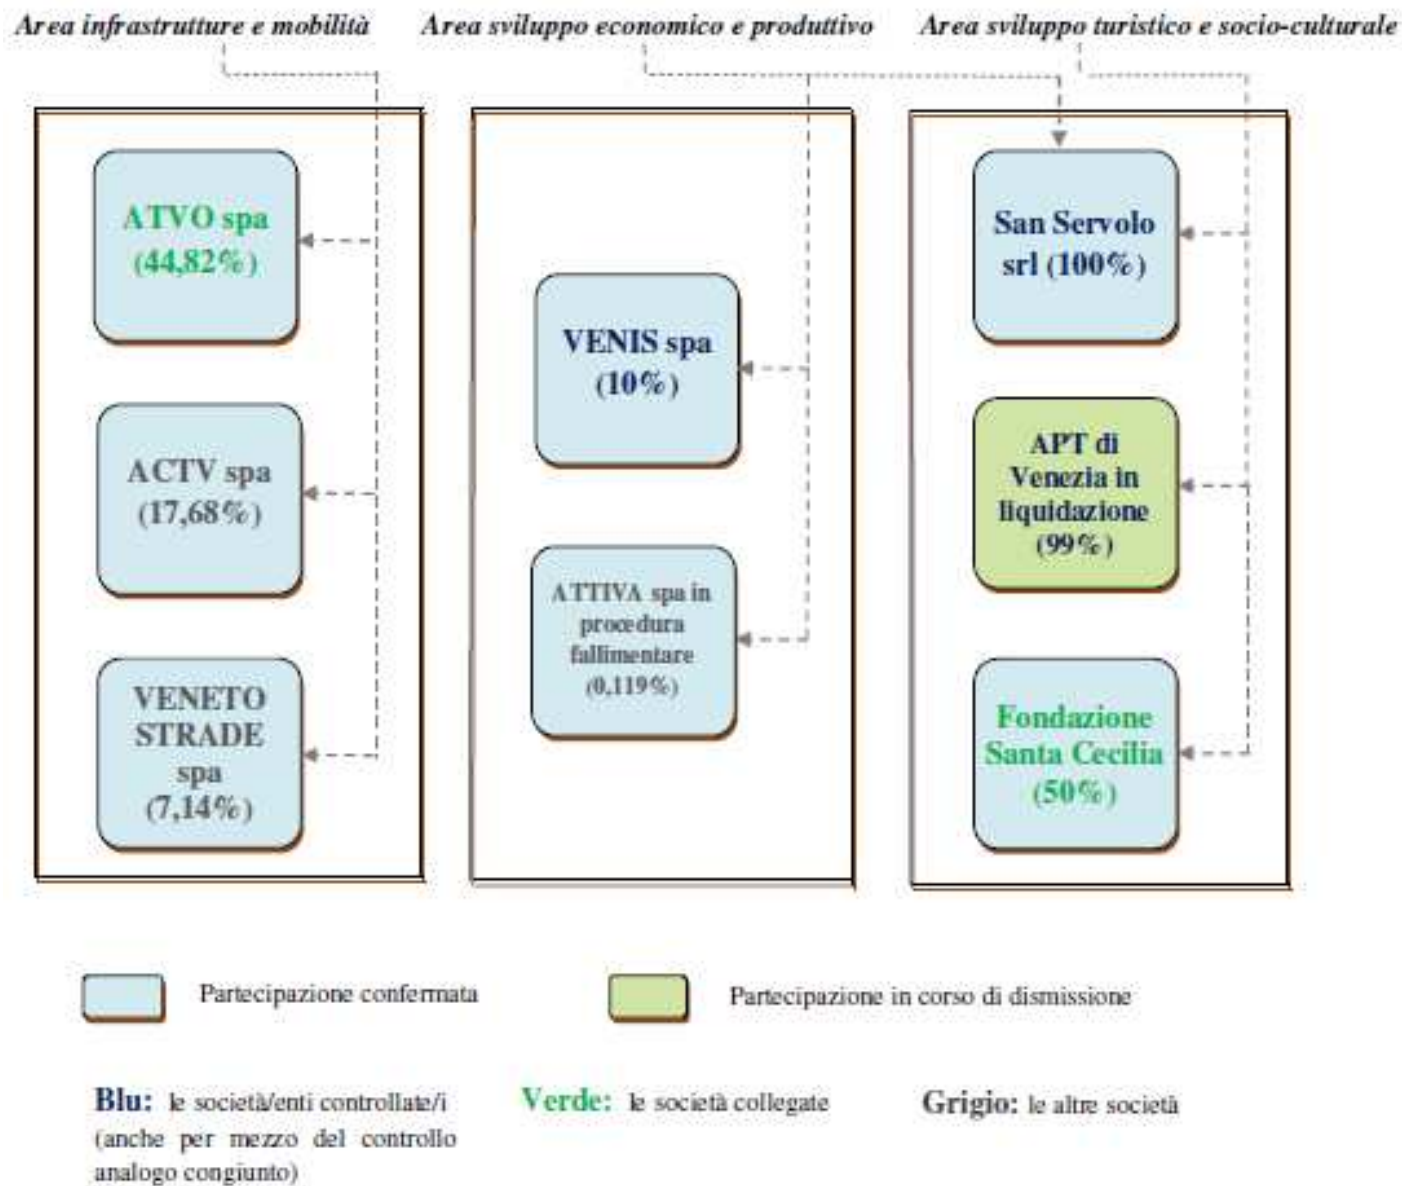 Area infrastrutture e mobilità
Area sviluppo economico e produttivo
Area sviluppo turistico e socio-culturale
ATVO spa
(44,82%)
ACTV spa
(17,68%)
VENETO
STRADE
spa
(7,14%)
VENIS spa
(10%)
ATTIVA spa in
procedura
fallimentare
(0,119%)
San Servolo
srl (100%)
APT di
Venezia in
liquidazione
(99%)
Fondazione
Santa Cecilia
(50%)
Partecipazione confermata
Partecipazione in corso di dismissione
Blu: le società/enti controllate/i
(anche per mezzo del controllo
analogo congiunto)
Verde: le società collegate
Grigio: le altre società